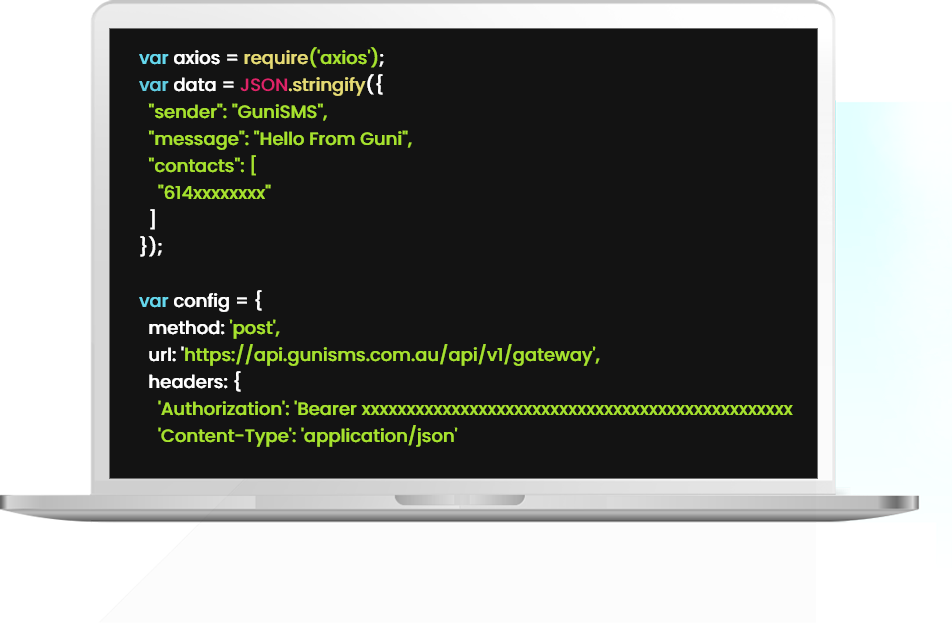 var axios = require('axios');
var data = JSON.stringify({
"sender": "GuniSMS",
"message": "Hello From Guni",
"contacts": [
"614xxxxxxxx"
]
});
var config = {
method: 'post',
url: 'https://api.gunisms.com.au/api/v1/gateway',
headers: {
'Authorization': 'Bearer xxxxxxxxxxxxxxxxxxxxxxxxxxxxxxxxxxxxxxxxxxxxxxxx
'Content-Type': 'application/json'